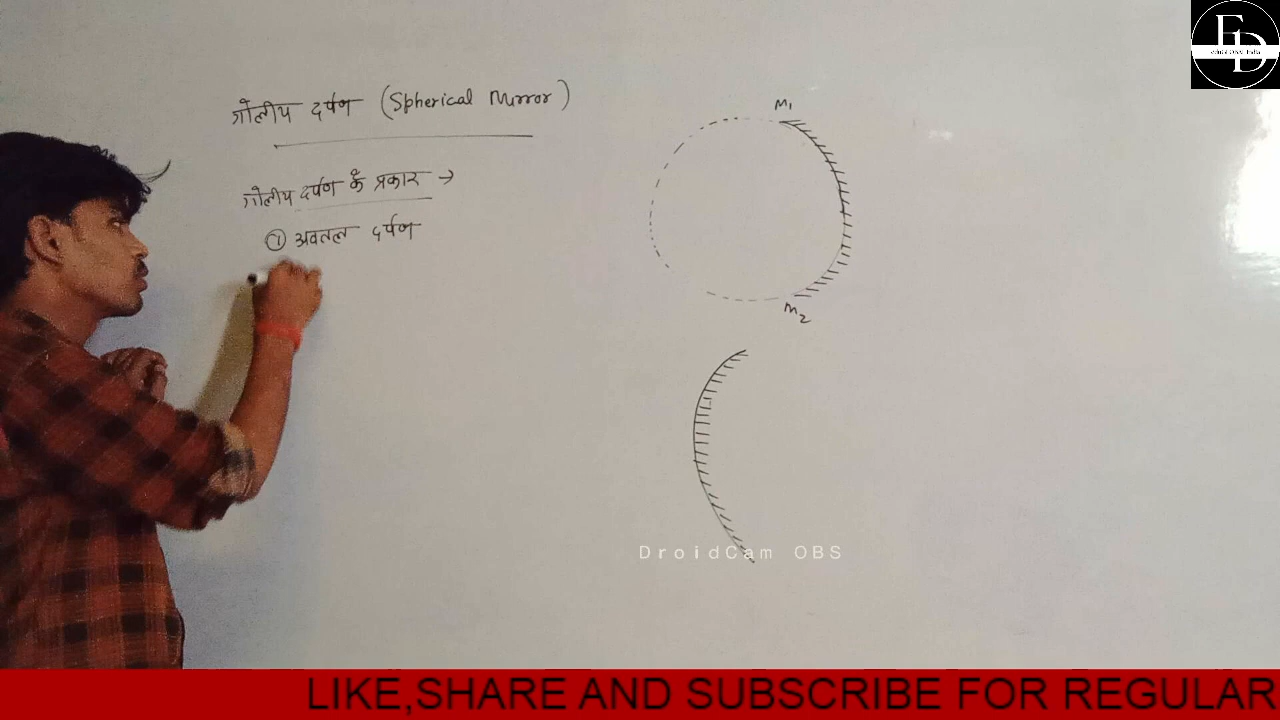 गोलीय दर्पण (Spherical Mirror)
गोलीय दर्पण के प्रकार →
① अवतल दर्पण
M₁
M₂
DroidCam OBS
ED
LIKE,SHARE AND SUBSCRIBE FOR REGULAR